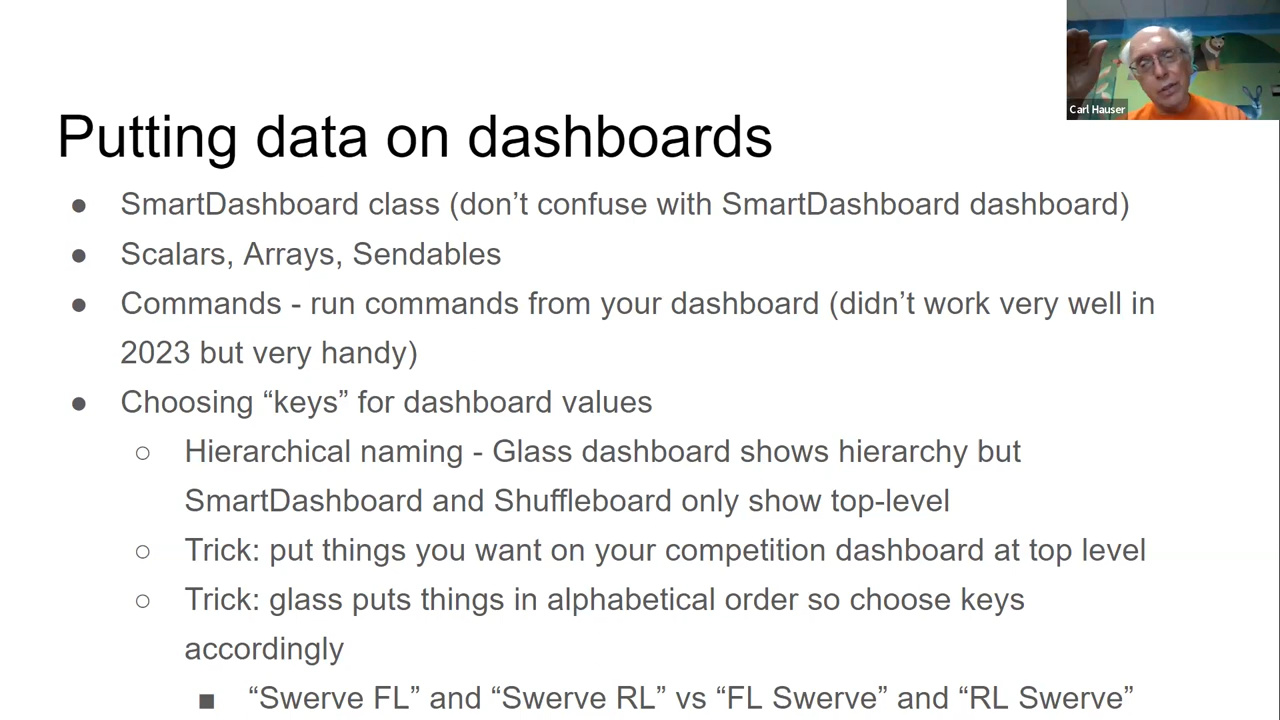 Carl Hauser
Putting data on dashboards
● SmartDashboard class (don’t confuse with SmartDashboard dashboard)
● Scalars, Arrays, Sendables
● Commands - run commands from your dashboard (didn’t work very well in
2023 but very handy)
● Choosing “keys” for dashboard values
○ Hierarchical naming - Glass dashboard shows hierarchy but
SmartDashboard and Shuffleboard only show top-level
○ Trick: put things you want on your competition dashboard at top level
○ Trick: glass puts things in alphabetical order so choose keys
accordingly
■ “Swerve FL” and “Swerve RL” vs “FL Swerve” and “RL Swerve”